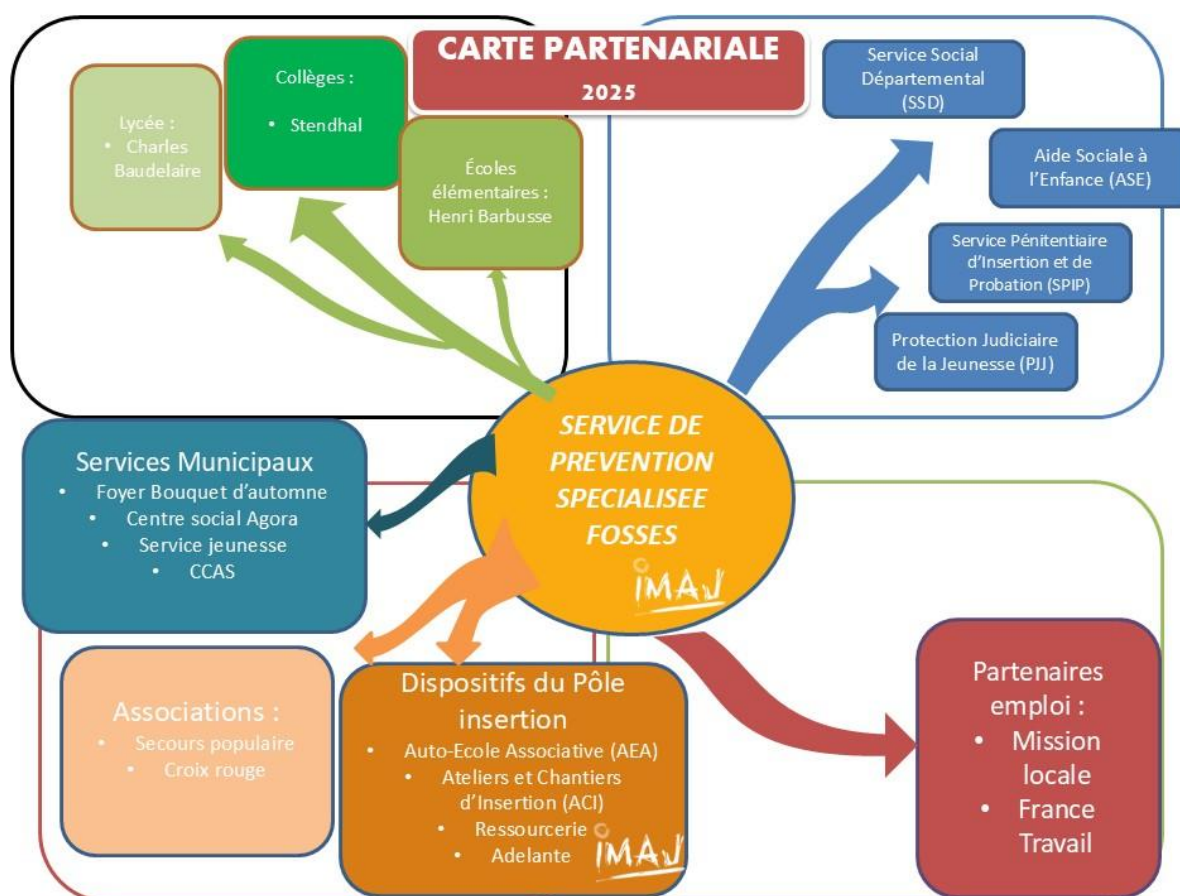 CARTE PARTENARIALE
2025
Lycée :
• Charles
Baudelaire
Collèges :
• Stendhal
Écoles
élémentaires :
Henri Barbusse
Service Social
Départemental
(SSD)
Aide Sociale à
l'Enfance (ASE)
Service Pénitentiaire
d'Insertion et de
Probation (SPIP)
Protection Judiciaire
de la Jeunesse (PJJ)
SERVICE DE
PREVENTION
SPECIALISEE
FOSSES
iMAJ
Services Municipaux
• Foyer Bouquet d'automne
• Centre social Agora
• Service jeunesse
• CCAS
Associations :
• Secours populaire
• Croix rouge
Dispositifs du Pôle
insertion
• Auto-Ecole Associative (AEA)
• Ateliers et Chantiers
d'Insertion (ACI)
• Ressourcerie
• Adelante
iMAJ
Partenaires
emploi :
• Mission
locale
• France
Travail